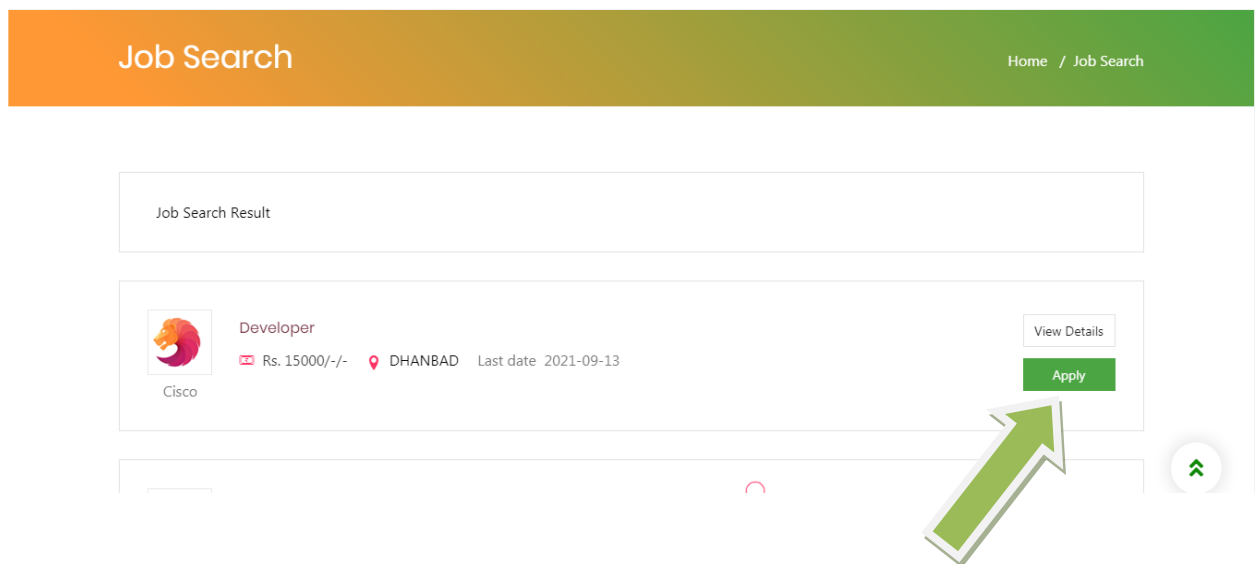 Job Search
Home / Job Search
Job Search Result
Developer
View Details
Rs. 15000/-/- DHANBAD Last date 2021-09-13
Apply
Cisco